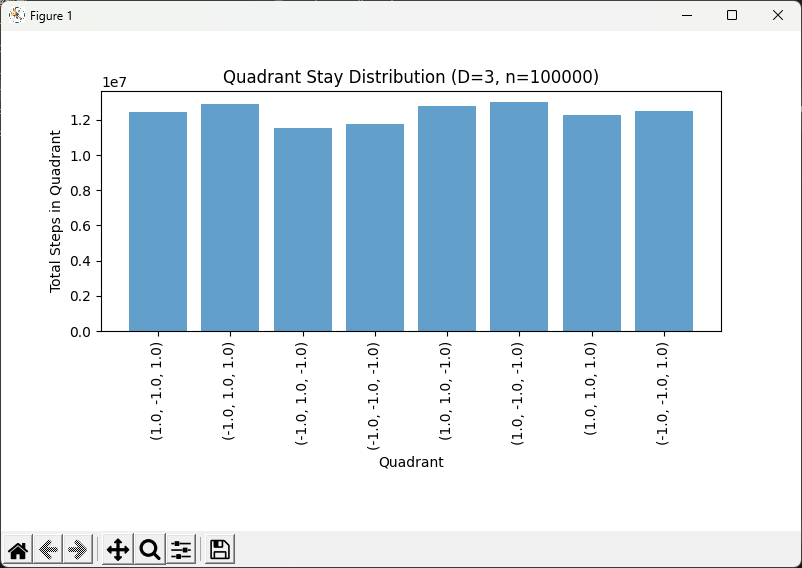 Figure 1
Quadrant Stay Distribution (D=3, n=100000)
1e7
Total Steps in Quadrant
1.2
1.0
0.8
0.6
0.4
0.2
0.0
(1.0, -1.0, 1.0)
(-1.0, 1.0, 1.0)
(-1.0, 1.0, -1.0)
(-1.0, -1.0, -1.0)
(1.0, 1.0, -1.0)
(1.0, -1.0, -1.0)
(1.0, 1.0, 1.0)
(-1.0, -1.0, 1.0)
Quadrant